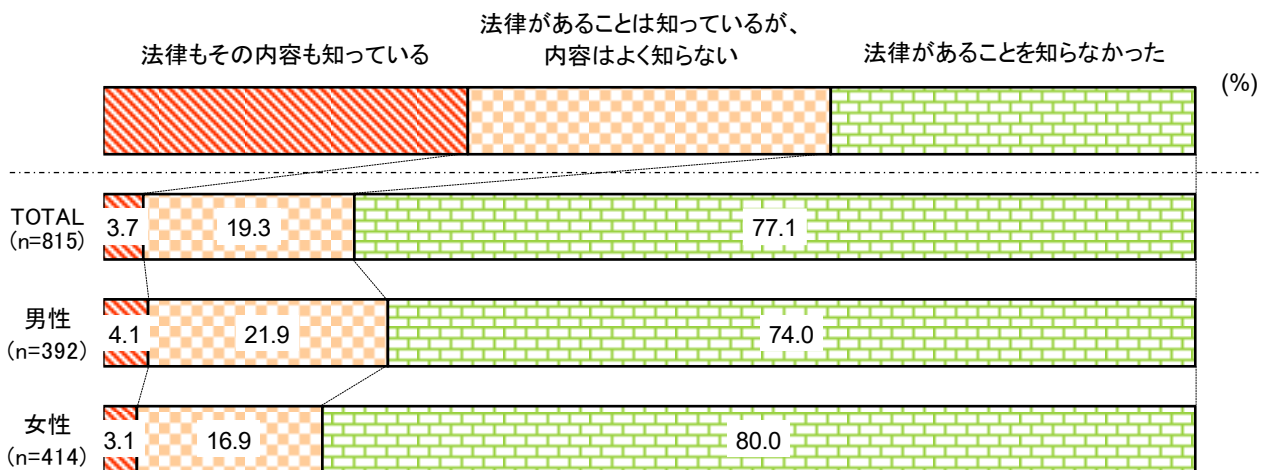 法律があることは知っているが、
法律もその内容も知っている 内容はよく知らない 法律があることを知らなかった
(%)
TOTAL
(n=815)
3.7 19.3 77.1
男性
(n=392)
4.1 21.9 74.0
女性
(n=414)
3.1 16.9 80.0